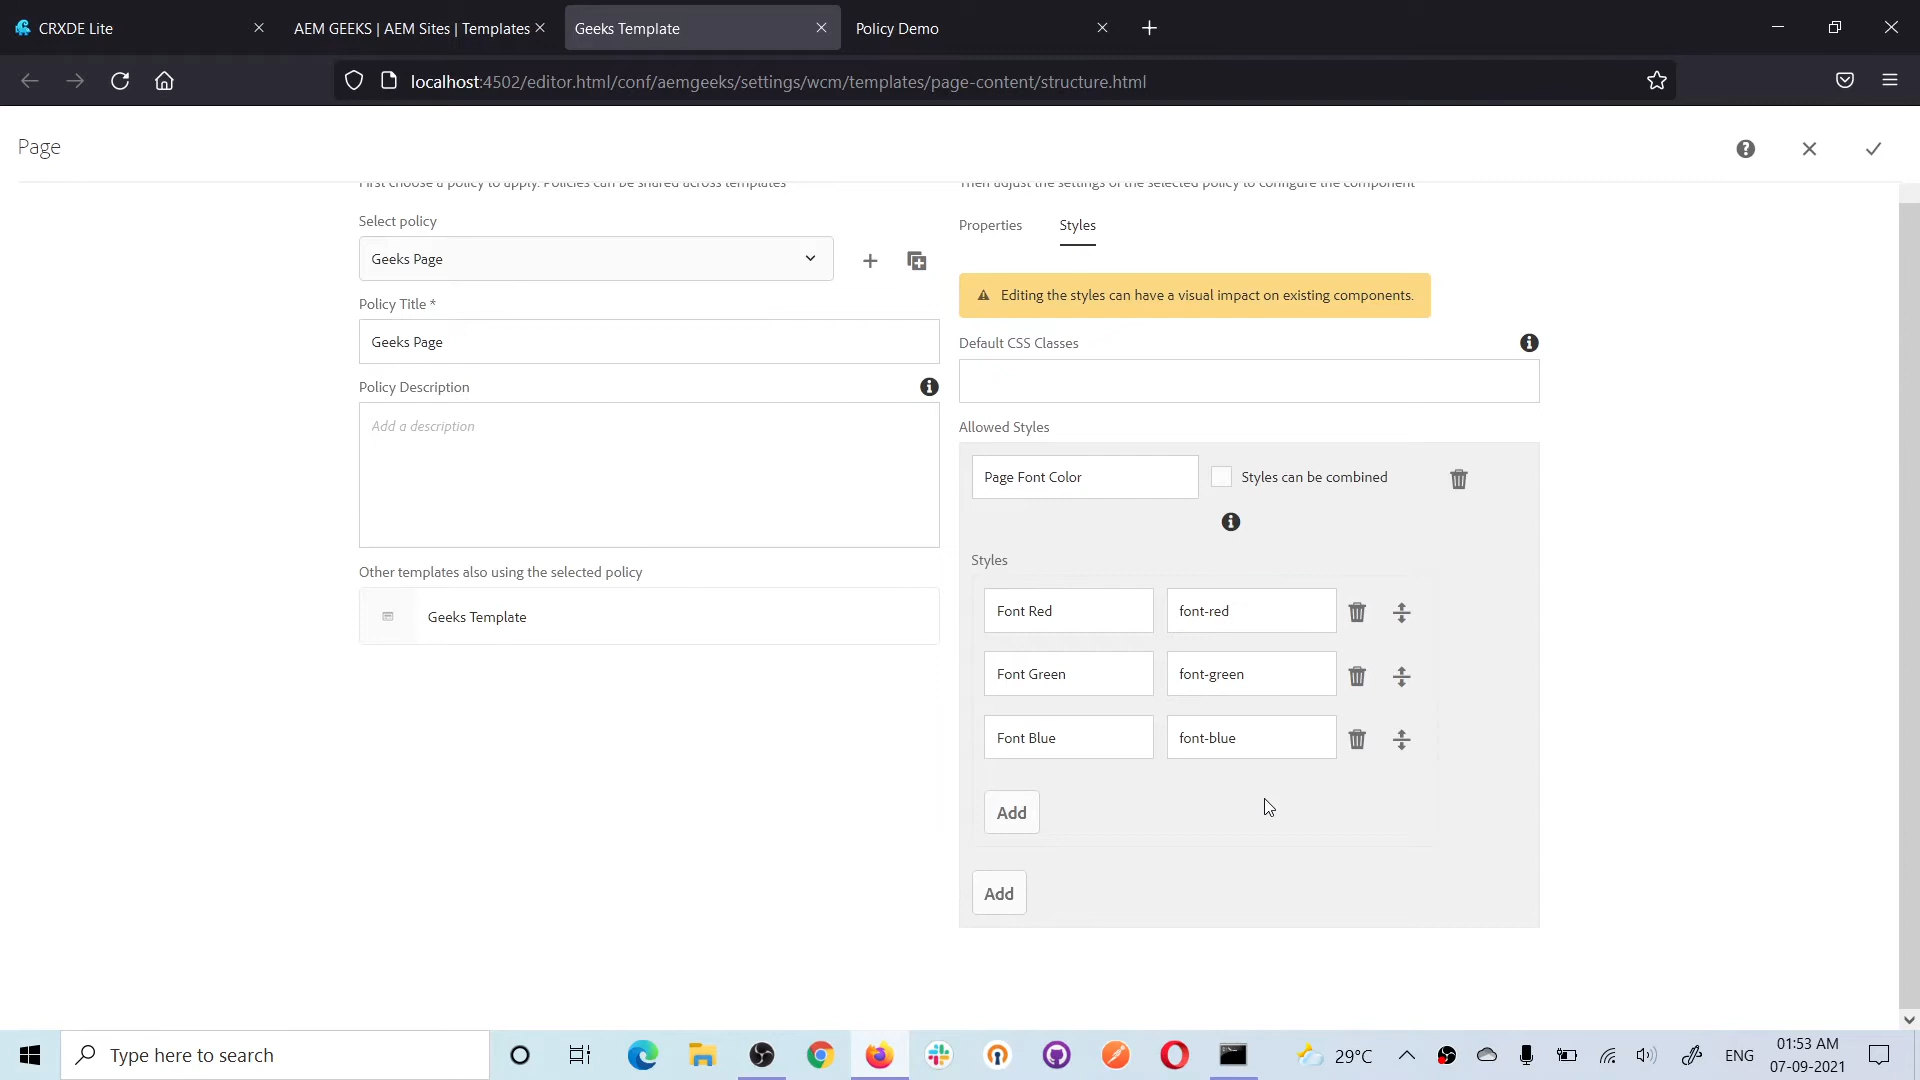 CRXDE Lite
AEM GEEKS | AEM Sites | Templates
Geeks Template
Policy Demo
localhost:4502/editor.html/conf/aemgeeks/settings/wcm/templates/page-content/structure.html
Page
First choose a policy to apply. Policies can be shared across templates
Then adjust the settings of the selected policy to configure the component
Select policy
Geeks Page
Policy Title *
Geeks Page
Policy Description
Add a description
Other templates also using the selected policy
Geeks Template
Properties
Styles
Editing the styles can have a visual impact on existing components.
Default CSS Classes
Allowed Styles
Page Font Color
Styles can be combined
Styles
Font Red
font-red
Font Green
font-green
Font Blue
font-blue
Add
Add
Type here to search
29°C
ENG
01:53 AM
07-09-2021